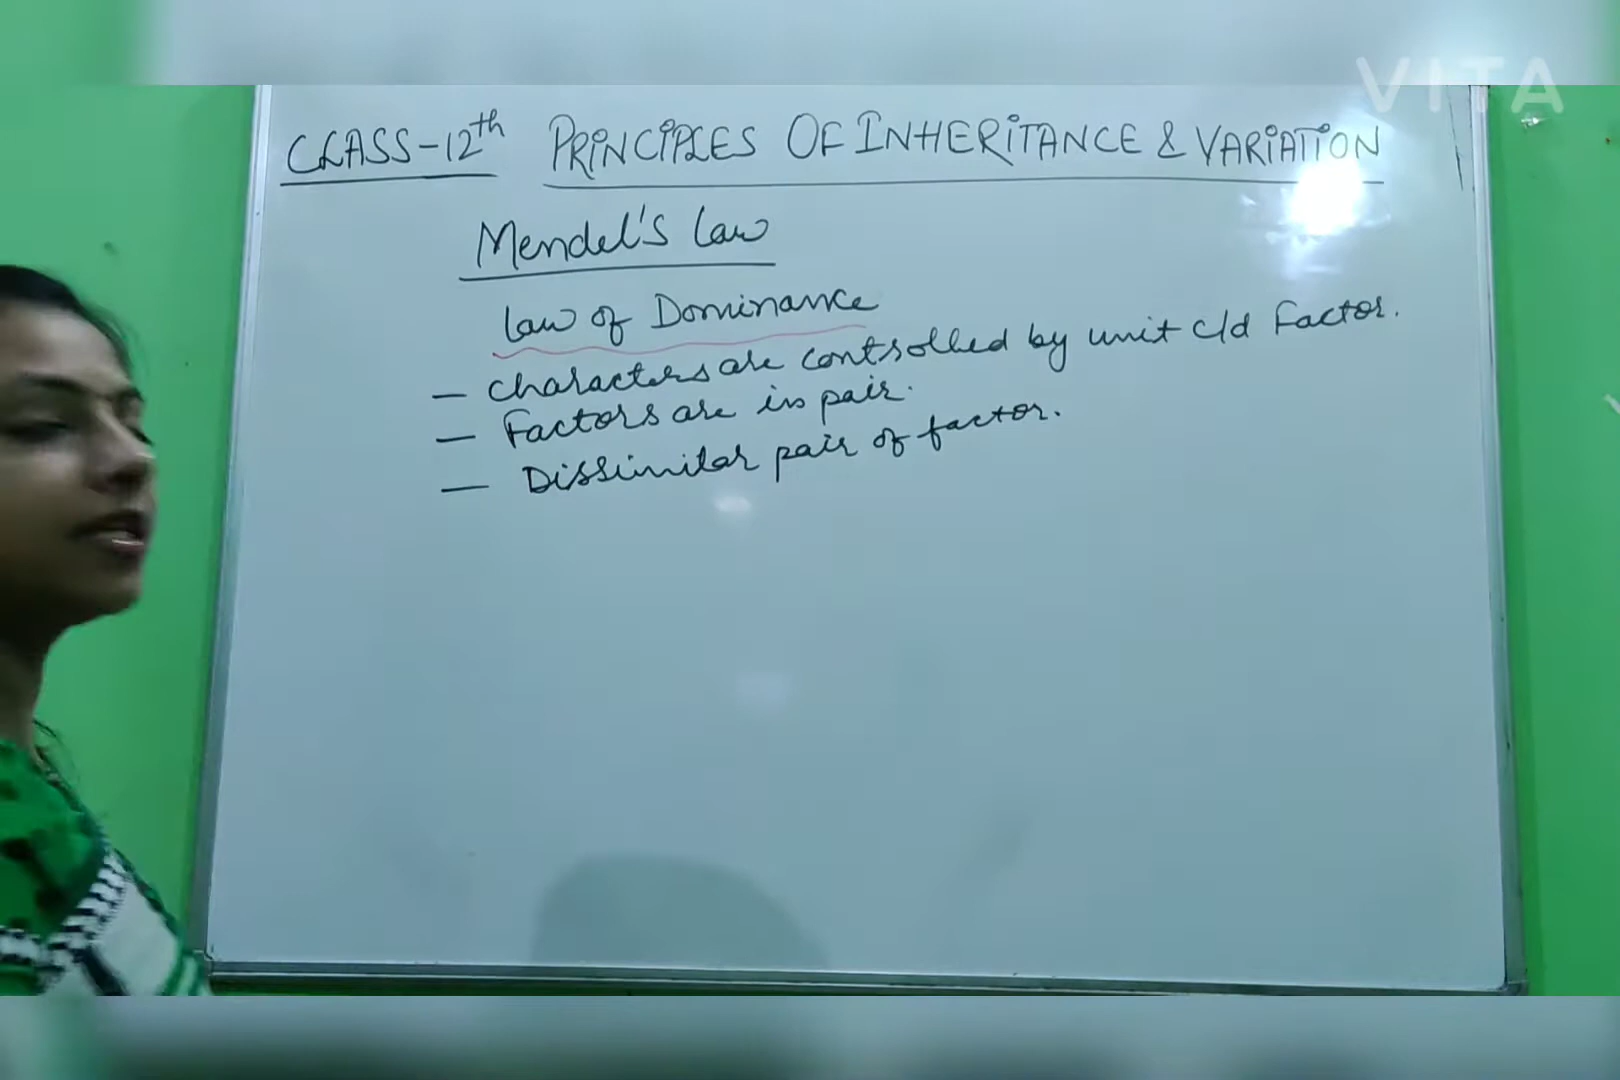 VITA
CLASS-12th PRINCIPLES OF INHERITANCE & VARIATION
Mendel's Law
Law of Dominance
— Characters are controlled by unit c/d Factor.
— Factors are in pair.
— Dissimilar pair of factor.